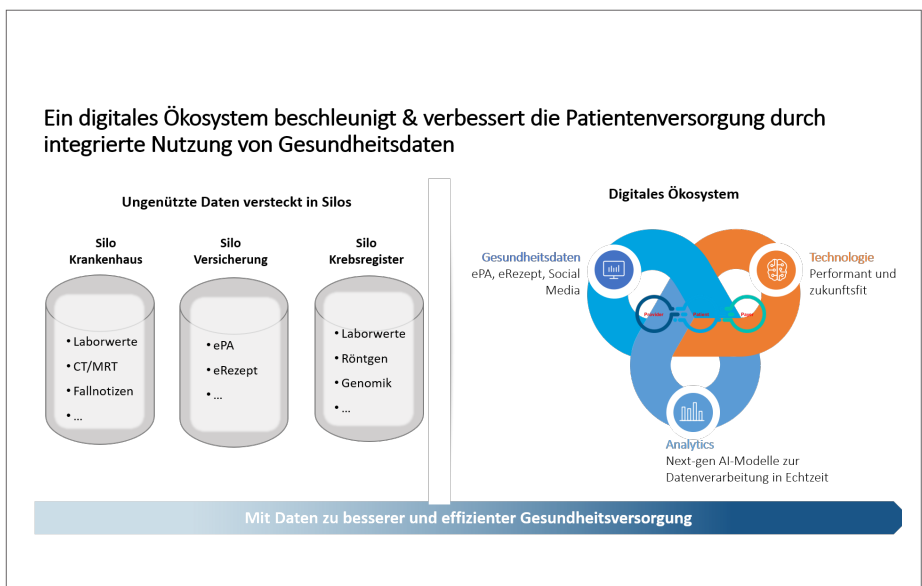 Ein digitales Ökosystem beschleunigt & verbessert die Patientenversorgung durch
integrierte Nutzung von Gesundheitsdaten
Ungenützte Daten versteckt in Silos
Silo
Krankenhaus
• Laborwerte
• CT/MRT
• Fallnotizen
• ...
Silo
Versicherung
• ePA
• eRezept
• ...
Silo
Krebsregister
• Laborwerte
• Röntgen
• Genomik
• ...
Digitales Ökosystem
Gesundheitsdaten
ePA, eRezept, Social
Media
Technologie
Performant und
zukunftsfit
Provider
Patient
Payer
Analytics
Next-gen AI-Modelle zur
Datenverarbeitung in Echtzeit
Mit Daten zu besserer und effizienter Gesundheitsversorgung